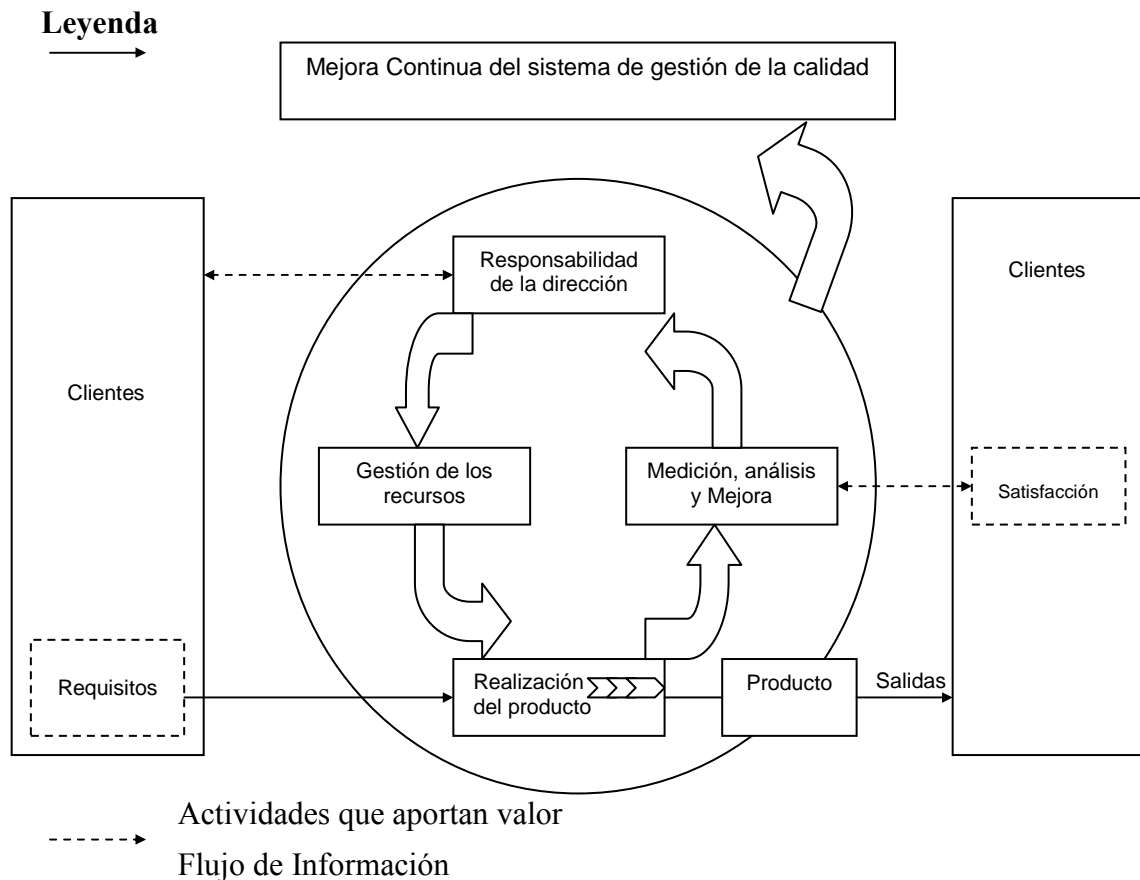 Leyenda
Mejora Continua del sistema de gestión de la calidad
Responsabilidad
de la dirección
Clientes
Clientes
Gestión de los
recursos
Medición, análisis
y Mejora
Satisfacción
Requisitos
Realización
del producto
Producto
Salidas
Actividades que aportan valor
Flujo de Información